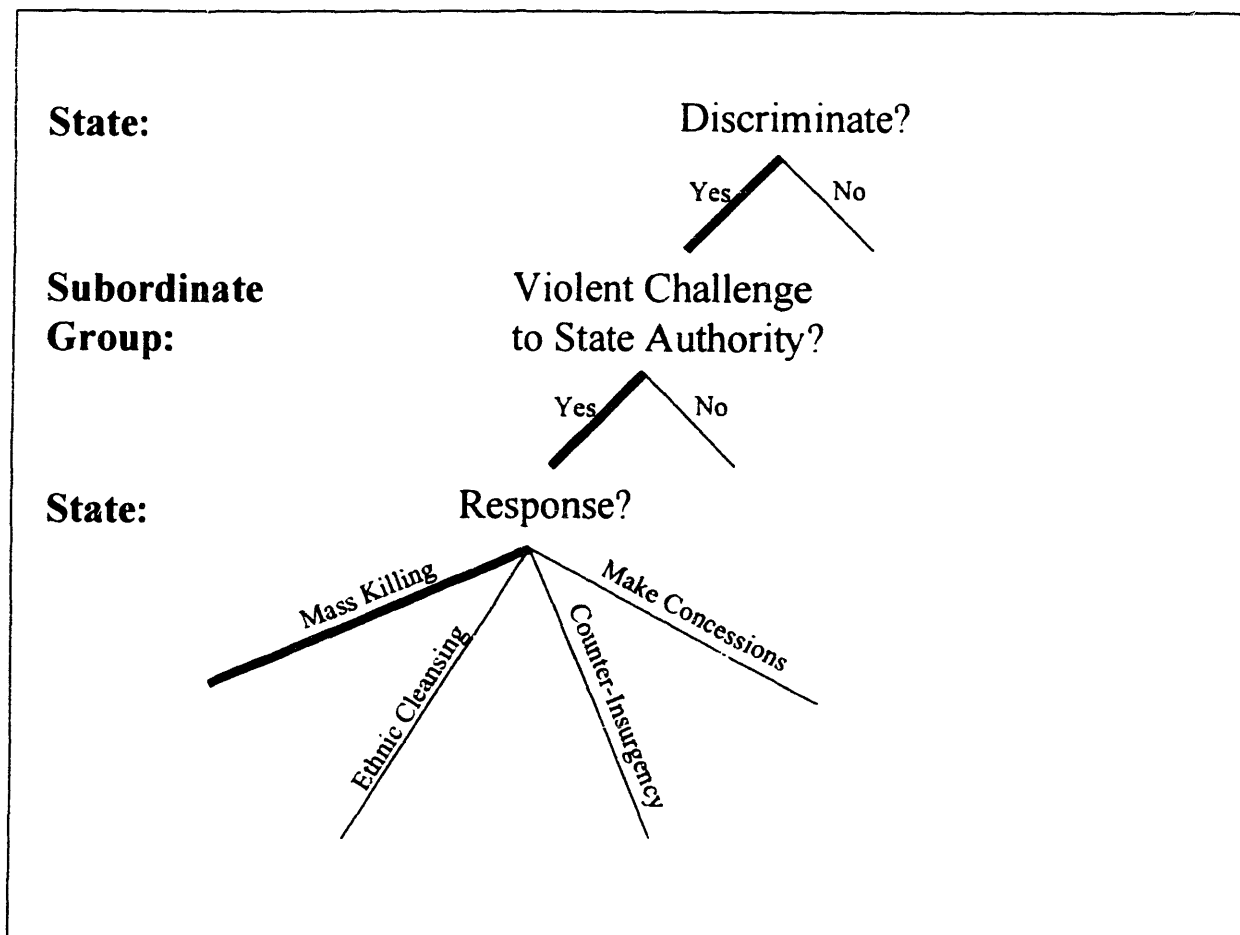 State:
Discriminate?
Yes
No
Subordinate
Group:
Violent Challenge
to State Authority?
Yes
No
State:
Response?
Mass Killing
Ethnic Cleansing
Counter-Insurgency
Make Concessions